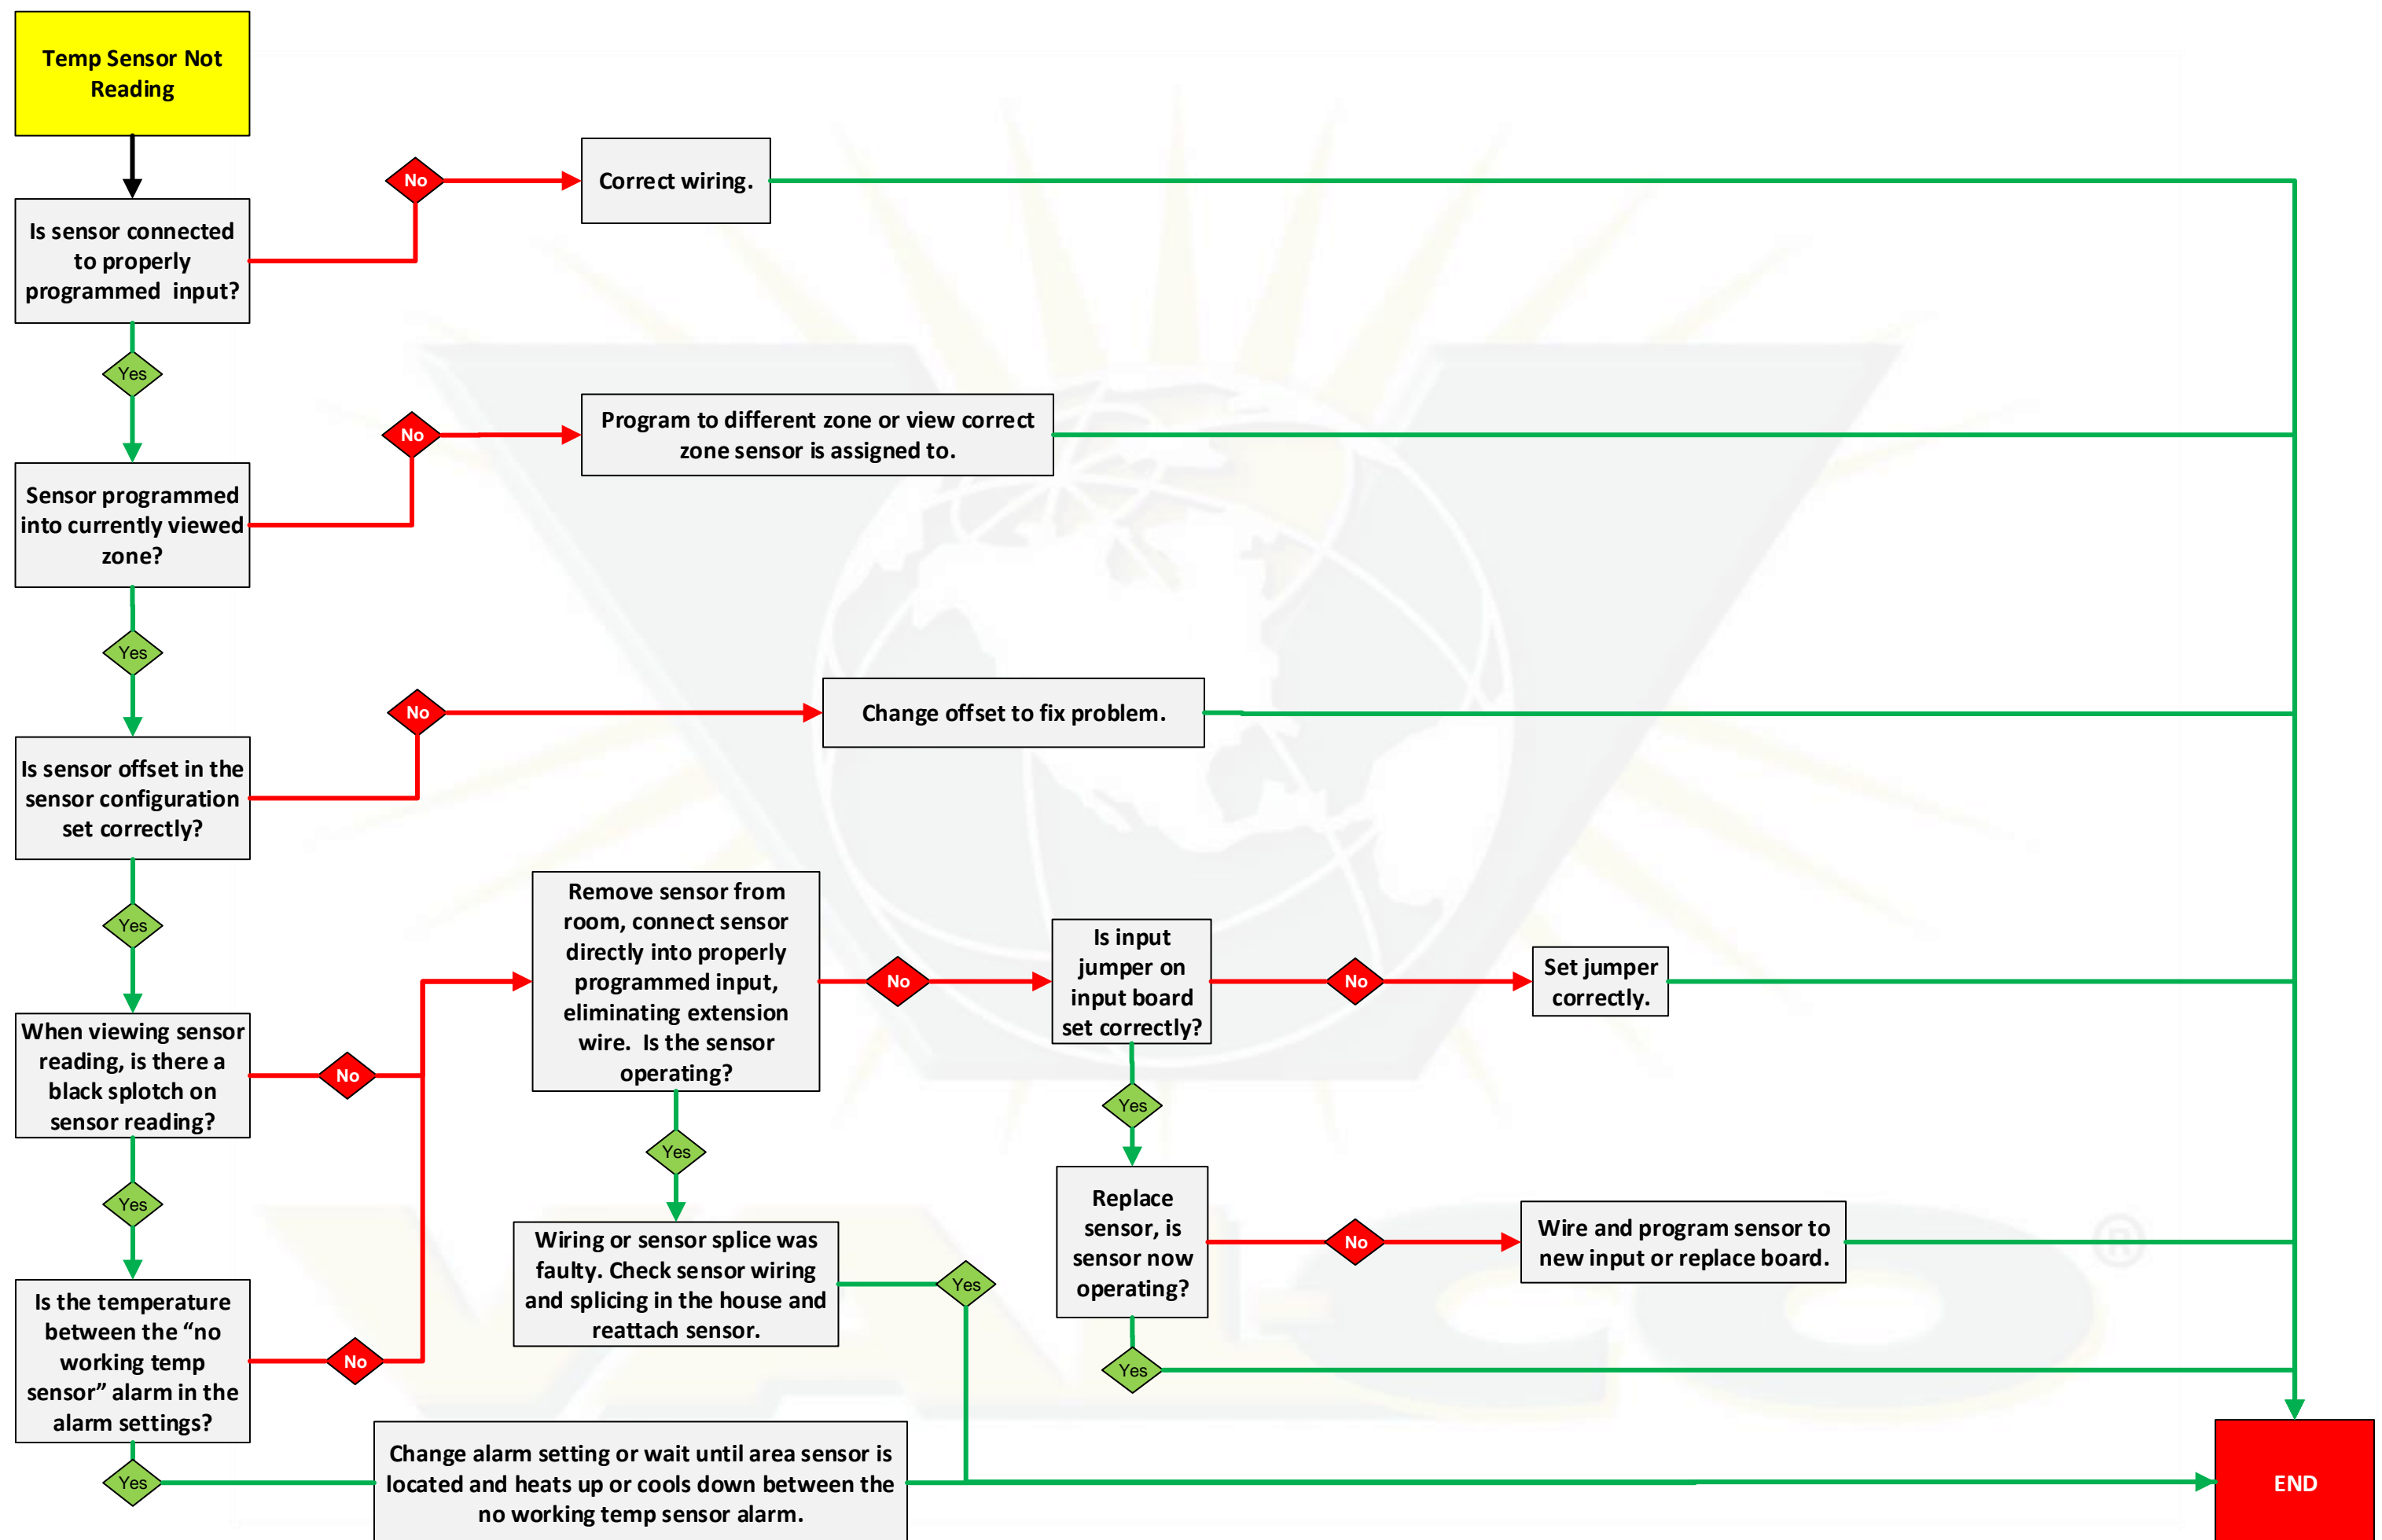 Temp Sensor Not
Reading
No
Correct wiring.
Is sensor connected
to properly
programmed input?
Yes
No
Program to different zone or view correct
zone sensor is assigned to.
Sensor programmed
into currently viewed
zone?
Yes
No
Change offset to fix problem.
Is sensor offset in the
sensor configuration
set correctly?
Yes
Remove sensor from
room, connect sensor
directly into properly
programmed input,
eliminating extension
wire. Is the sensor
operating?
No
Is input
jumper on
input board
set correctly?
No
Set jumper
correctly.
When viewing sensor
reading, is there a
black splotch on
sensor reading?
No
Yes
Yes
Yes
Wiring or sensor splice was
faulty. Check sensor wiring
and splicing in the house and
reattach sensor.
Yes
Replace
sensor, is
sensor now
operating?
No
Wire and program sensor to
new input or replace board.
Is the temperature
between the “no
working temp
sensor” alarm in the
alarm settings?
No
Yes
Yes
Change alarm setting or wait until area sensor is
located and heats up or cools down between the
no working temp sensor alarm.
END
VALCO
®